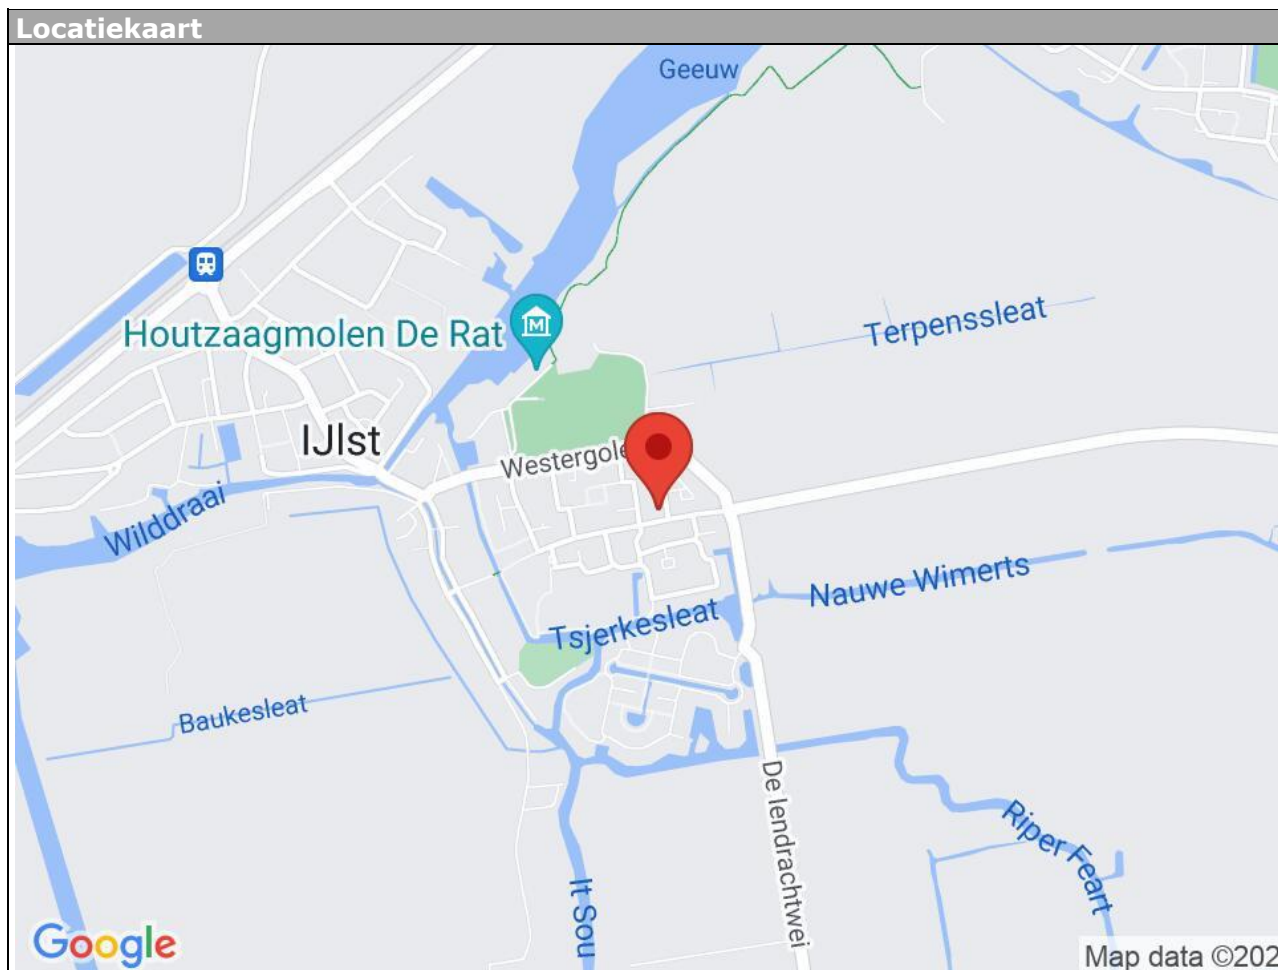 Locatiekaart
Geeuw
Terpenssleat
Houtzaagmolen De Rat
IJlst
Westergole
Wilddraai
Nauwe Wimerts
Tsjerkesleat
Baukesleat
De Iendrachtwei
Riper Feart
It Sou
Google
Map data ©202